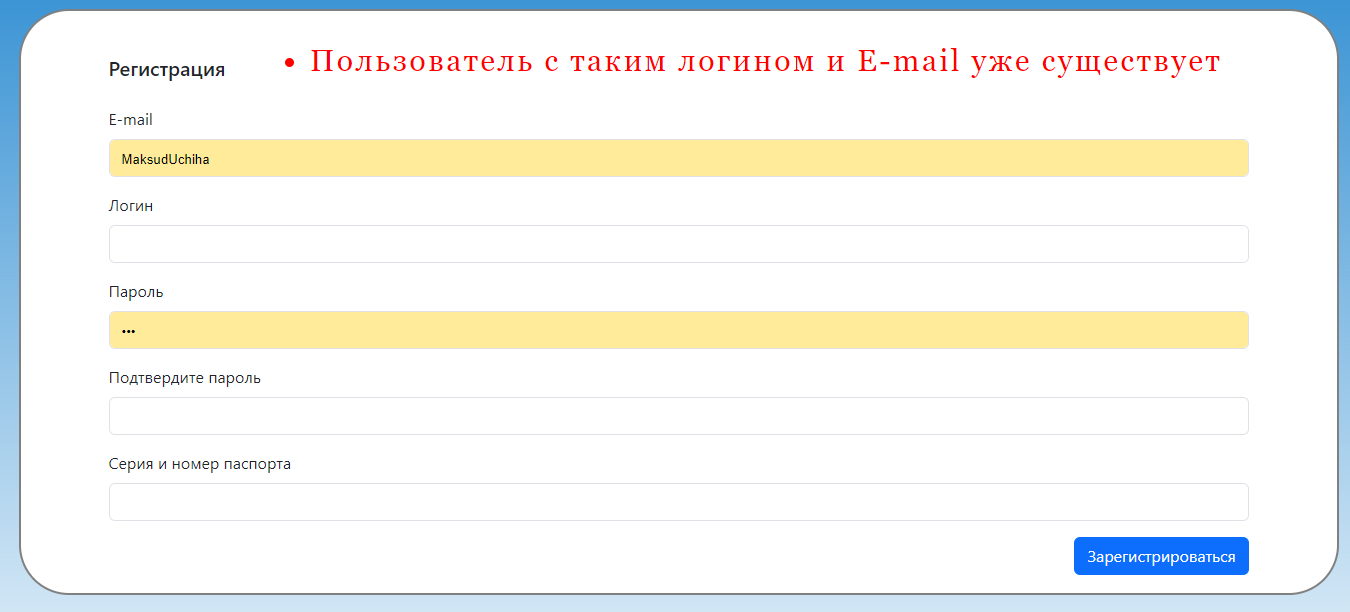 Регистрация
• Пользователь с таким логином и E-mail уже существует
E-mail
MaksudUchiha
Логин
Пароль
•••
Подтвердите пароль
Серия и номер паспорта
Зарегистрироваться